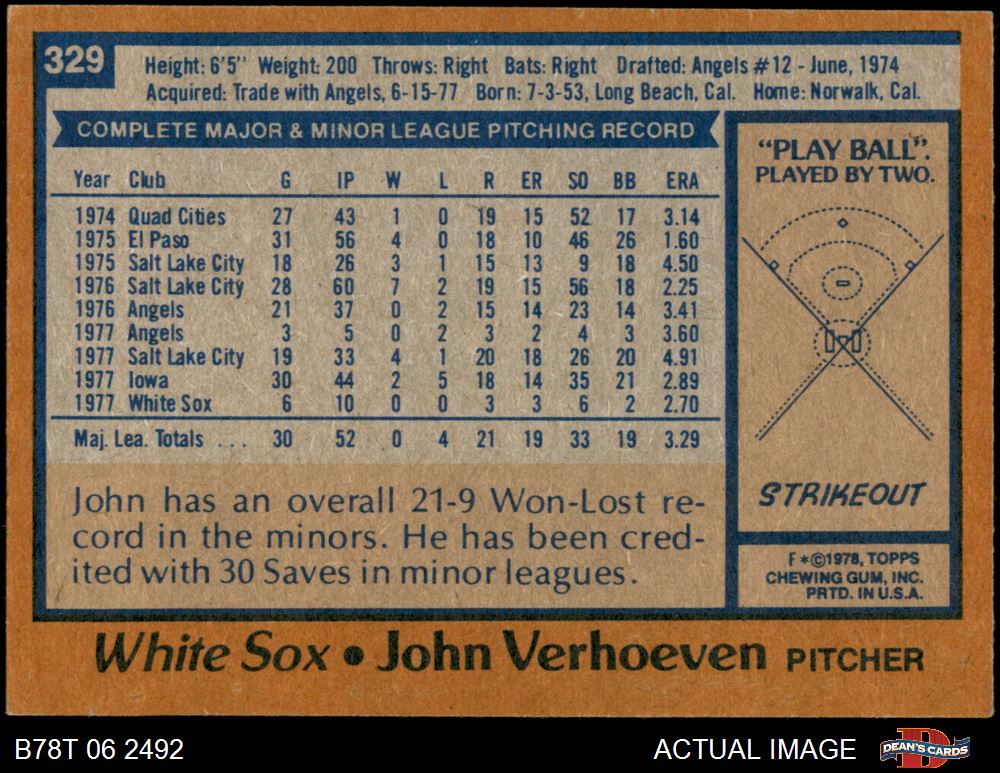 329
Height: 6'5" Weight: 200 Throws: Right Bats: Right Drafted: Angels #12 - June, 1974
Acquired: Trade with Angels, 6-15-77 Born: 7-3-53, Long Beach, Cal. Home: Norwalk, Cal.
COMPLETE MAJOR & MINOR LEAGUE PITCHING RECORD
Year Club G IP W L R ER SO BB ERA
1974 Quad Cities 27 43 1 0 19 15 52 17 3.14
1975 El Paso 31 56 4 0 18 10 46 26 1.60
1975 Salt Lake City 18 26 3 1 15 13 9 18 4.50
1976 Salt Lake City 28 60 7 2 19 15 56 18 2.25
1976 Angels 21 37 0 2 15 14 23 14 3.41
1977 Angels 3 5 0 2 3 2 4 3 3.60
1977 Salt Lake City 19 33 4 1 20 18 26 20 4.91
1977 Iowa 30 44 2 5 18 14 35 21 2.89
1977 White Sox 6 10 0 0 3 3 6 2 2.70
Maj. Lea. Totals ... 30 52 0 4 21 19 33 19 3.29
John has an overall 21-9 Won-Lost re-
cord in the minors. He has been cred-
ited with 30 Saves in minor leagues.
"PLAY BALL".
PLAYED BY TWO.
STRIKEOUT
F*©1978, TOPPS
CHEWING GUM, INC.
PRTD. IN U.S.A.
White Sox • John Verhoeven PITCHER
B78T 06 2492
ACTUAL IMAGE
DEAN'S CARDS